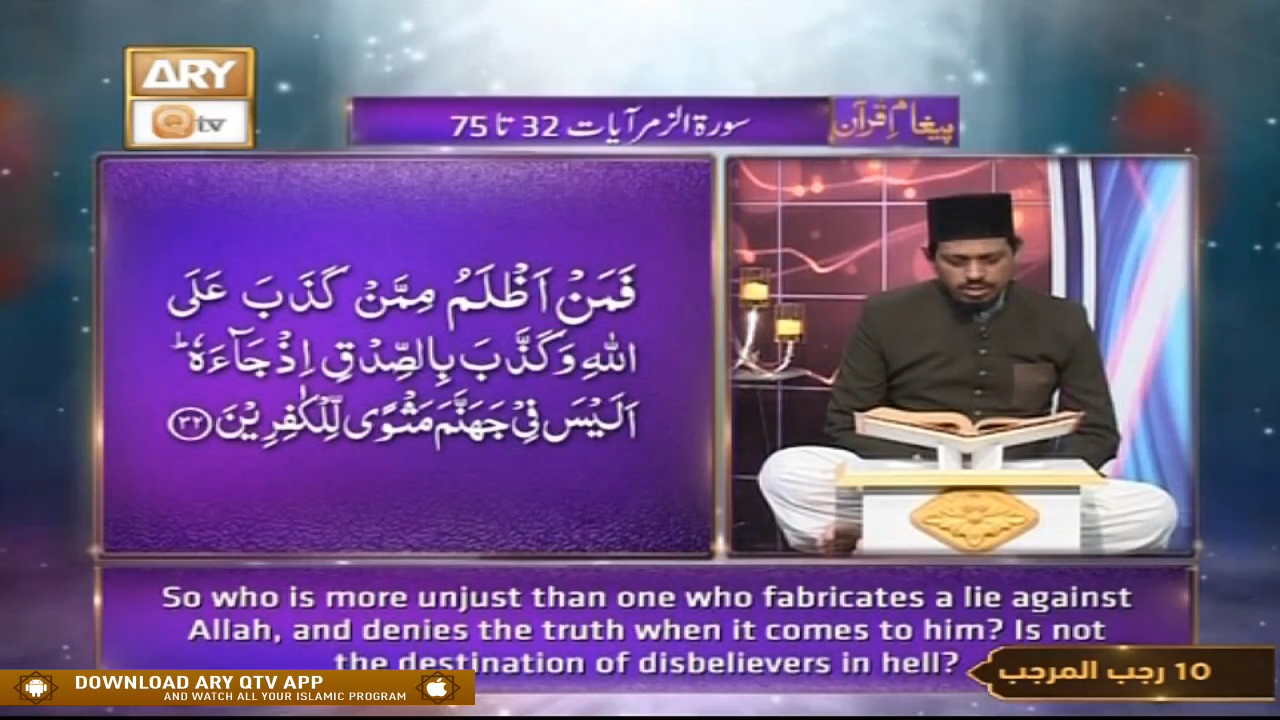 ARY
Qtv
پیغامِ قرآن
سورۃ الزمر آیات 32 تا 75
فَمَنْ اَظْلَمُ مِمَّنْ كَذَبَ عَلَى
اللّٰهِ وَكَذَّبَ بِالصِّدْقِ اِذْ جَآءَهٗ ؕ
اَلَيْسَ فِيْ جَهَنَّمَ مَثْوًى لِّلْكٰفِرِيْنَ ﴿۳۲﴾
So who is more unjust than one who fabricates a lie against
Allah, and denies the truth when it comes to him? Is not
the destination of disbelievers in hell?
10 رجب المرجب
DOWNLOAD ARY QTV APP
AND WATCH ALL YOUR ISLAMIC PROGRAM